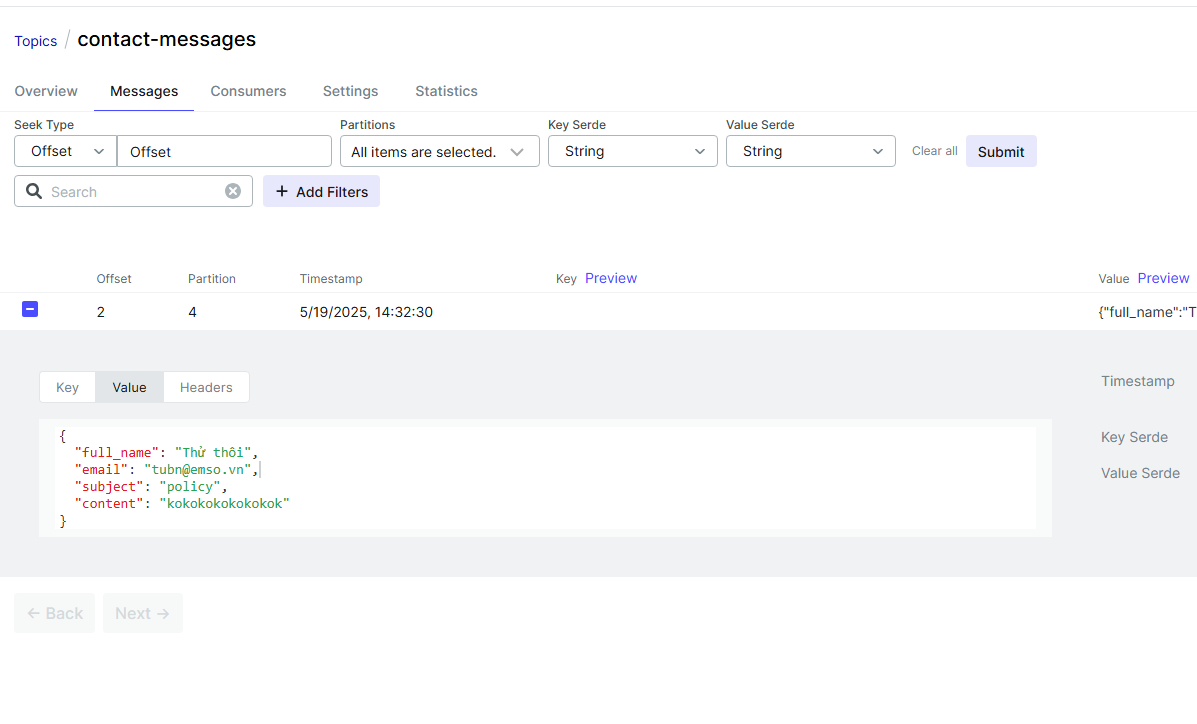 Topics / contact-messages
Overview Messages Consumers Settings Statistics
Seek Type Partitions Key Serde Value Serde
Offset Offset All items are selected. String String Clear all Submit
Search + Add Filters
Offset Partition Timestamp Key Preview Value Preview
2 4 5/19/2025, 14:32:30 {"full_name":"T
Key Value Headers Timestamp
Key Serde
Value Serde
{
"full_name": "Thử thôi",
"email": "tubn@emso.vn",
"subject": "policy",
"content": "kokokokokokokok"
}
← Back Next →